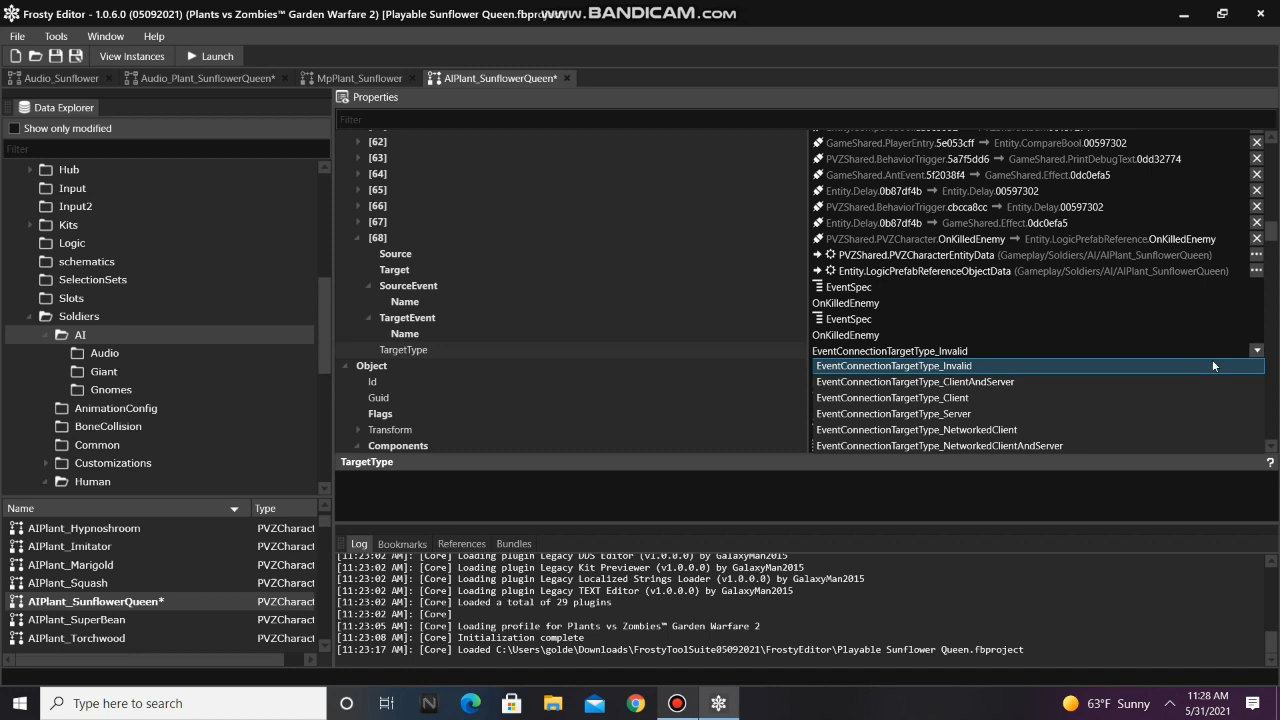 Frosty Editor - 1.0.6.0 (05092021) (Plants vs Zombies™ Garden Warfare 2) [Playable Sunflower Queen.fbproject]
www.BANDICAM.com
File Tools Window Help
View Instances Launch
Audio_Sunflower Audio_Plant_SunflowerQueen* MpPlant_Sunflower AIPlant_SunflowerQueen*
Data Explorer
Show only modified
Filter
Hub
Input
Input2
Kits
Logic
schematics
SelectionSets
Slots
Soldiers
AI
Audio
Giant
Gnomes
AnimationConfig
BoneCollision
Common
Customizations
Human
Name Type
AIPlant_Hypnoshroom PVZCharact
AIPlant_Imitator PVZCharact
AIPlant_Marigold PVZCharact
AIPlant_Squash PVZCharact
AIPlant_SunflowerQueen* PVZCharact
AIPlant_SuperBean PVZCharact
AIPlant_Torchwood PVZCharact
Properties
Filter
[62] GameShared.PlayerEntry.5e053cff → Entity.CompareBool.00597302
[63] PVZShared.BehaviorTrigger.5a7f5dd6 → GameShared.PrintDebugText.0dd32774
[64] GameShared.AntEvent.5f2038f4 → GameShared.Effect.0dc0efa5
[65] Entity.Delay.0b87df4b → Entity.Delay.00597302
[66] PVZShared.BehaviorTrigger.cbcca8cc → Entity.Delay.00597302
[67] Entity.Delay.0b87df4b → GameShared.Effect.0dc0efa5
[68] PVZShared.PVZCharacter.OnKilledEnemy → Entity.LogicPrefabReference.OnKilledEnemy
Source PVZShared.PVZCharacterEntityData (Gameplay/Soldiers/AI/AIPlant_SunflowerQueen)
Target Entity.LogicPrefabReferenceObjectData (Gameplay/Soldiers/AI/AIPlant_SunflowerQueen)
SourceEvent EventSpec
Name OnKilledEnemy
TargetEvent EventSpec
Name OnKilledEnemy
TargetType EventConnectionTargetType_Invalid
Object EventConnectionTargetType_Invalid
Id EventConnectionTargetType_ClientAndServer
Guid EventConnectionTargetType_Client
Flags EventConnectionTargetType_Server
Transform EventConnectionTargetType_NetworkedClient
Components EventConnectionTargetType_NetworkedClientAndServer
TargetType ?
Log Bookmarks References Bundles
[11:23:02 AM]: [Core] Loading plugin Legacy DDS Editor (v1.0.0.0) by GalaxyMan2015
[11:23:02 AM]: [Core] Loading plugin Legacy Kit Previewer (v1.0.0.0) by GalaxyMan2015
[11:23:02 AM]: [Core] Loading plugin Legacy Localized Strings Loader (v1.0.0.0) by GalaxyMan2015
[11:23:02 AM]: [Core] Loading plugin Legacy TEXT Editor (v1.0.0.0) by GalaxyMan2015
[11:23:02 AM]: [Core] Loaded a total of 29 plugins
[11:23:02 AM]: [Core]
[11:23:05 AM]: [Core] Loading profile for Plants vs Zombies™ Garden Warfare 2
[11:23:08 AM]: [Core] Initialization complete
[11:23:17 AM]: [Core] Loaded C:\Users\golde\Downloads\FrostyToolSuite05092021\FrostyEditor\Playable Sunflower Queen.fbproject
Type here to search
63°F Sunny
11:28 AM
5/31/2021